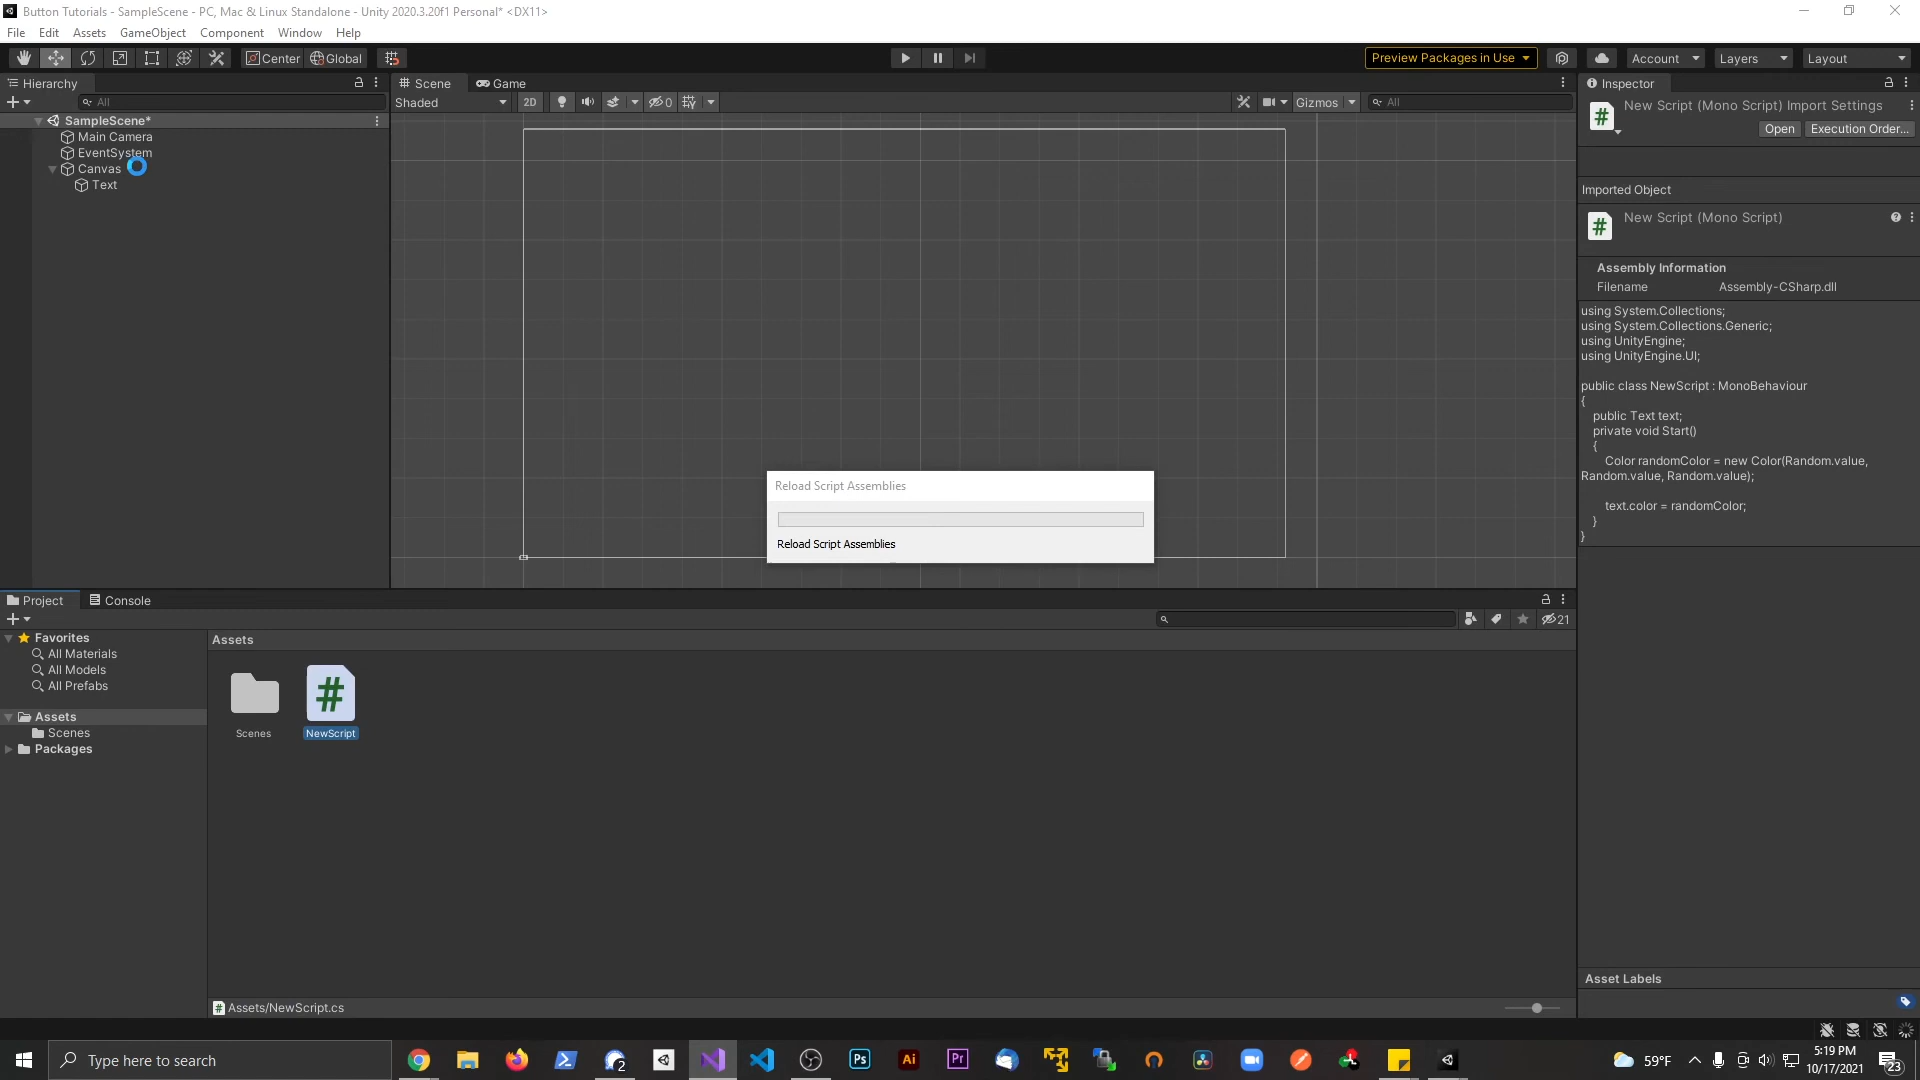 Button Tutorials - SampleScene - PC, Mac & Linux Standalone - Unity 2020.3.20f1 Personal* <DX11>
File Edit Assets GameObject Component Window Help
Center Global Preview Packages in Use Account Layers Layout
Hierarchy
All
SampleScene*
Main Camera
EventSystem
Canvas
Text
Scene Game
Shaded 2D 0 Gizmos All
Reload Script Assemblies
Reload Script Assemblies
Inspector
New Script (Mono Script) Import Settings
Open Execution Order...
Imported Object
New Script (Mono Script)
Assembly Information
Filename Assembly-CSharp.dll
using System.Collections;
using System.Collections.Generic;
using UnityEngine;
using UnityEngine.UI;
public class NewScript : MonoBehaviour
{
public Text text;
private void Start()
{
Color randomColor = new Color(Random.value,
Random.value, Random.value);
text.color = randomColor;
}
}
Asset Labels
Project Console
21
Favorites
All Materials
All Models
All Prefabs
Assets
Scenes
Packages
Assets
Scenes NewScript
Assets/NewScript.cs
Type here to search
2
Ps
Ai
Pr
59°F
5:19 PM
10/17/2021
23